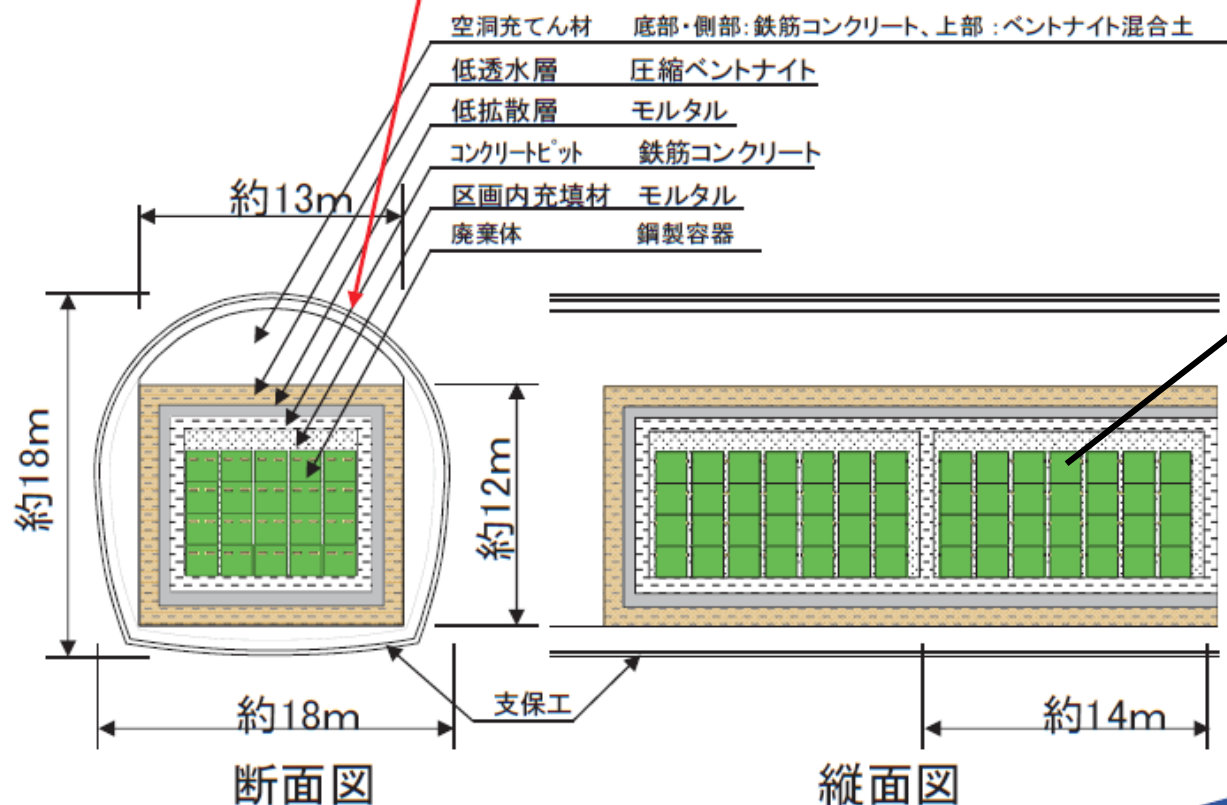 空洞充てん材 底部・側部:鉄筋コンクリート、上部:ベントナイト混合土
低透水層 圧縮ベントナイト
低拡散層 モルタル
コンクリートピット 鉄筋コンクリート
区画内充填材 モルタル
廃棄体 鋼製容器
約13m
約18m
約12m
支保工
約18m
約14m
断面図
縦面図